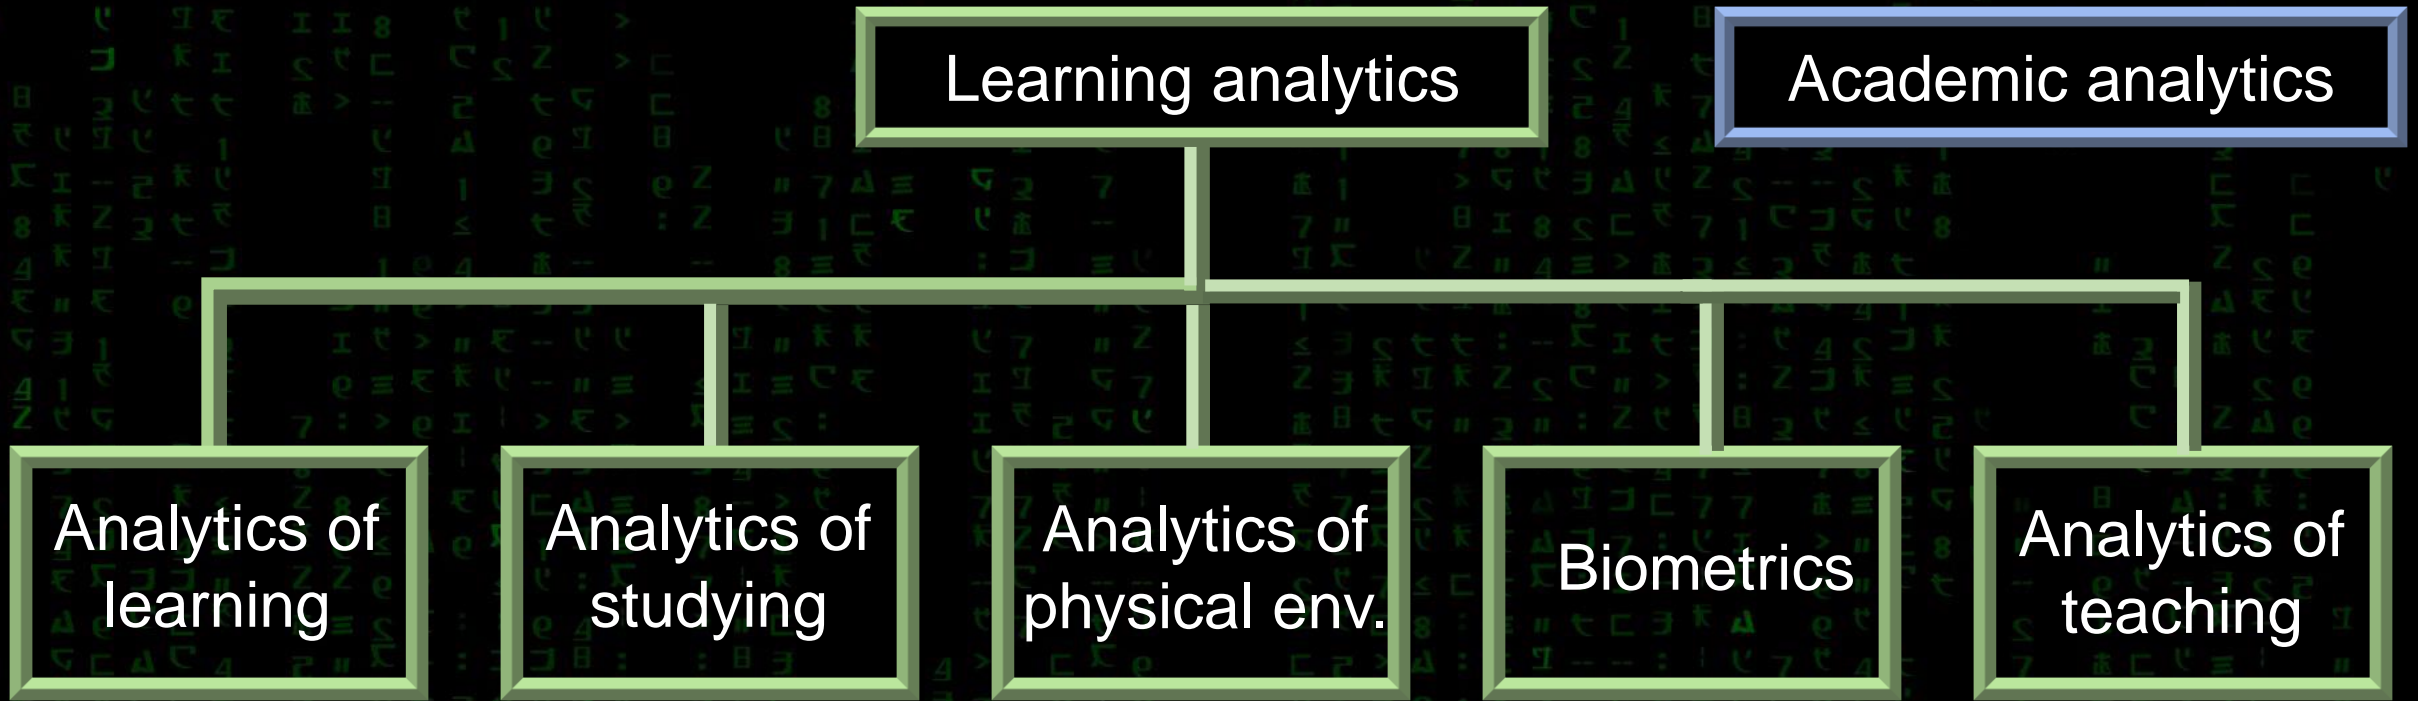 Learning analytics
Academic analytics
Analytics of
learning
Analytics of
studying
Analytics of
physical env.
Biometrics
Analytics of
teaching